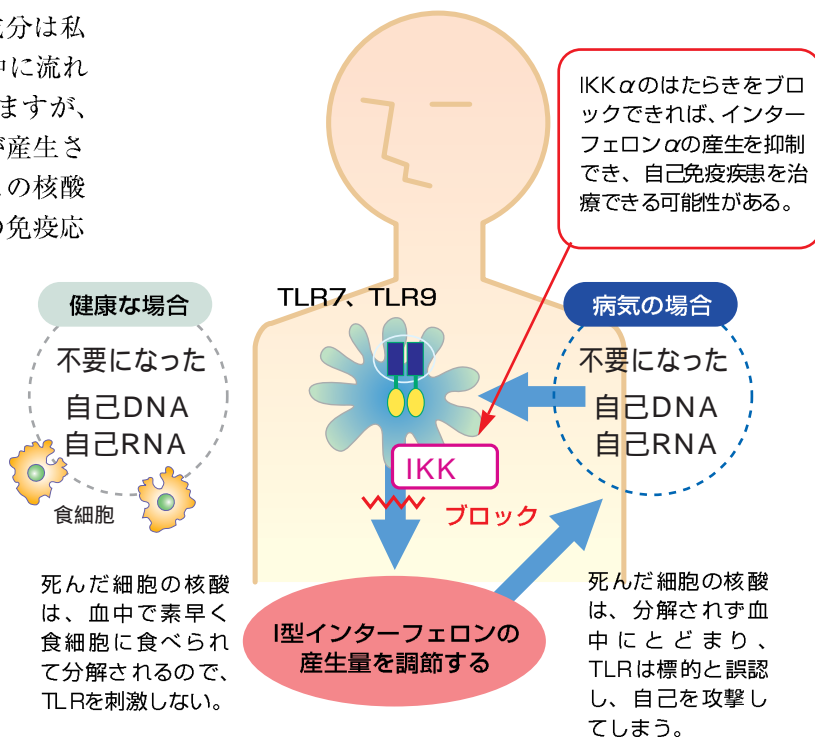 分は私
中に流れ
ますが、
産生さ
の核酸
の免疫応
IKKαのはたらきをブロ
ックできれば、インター
フェロンαの産生を抑制
でき、自己免疫疾患を治
療できる可能性がある。
健康な場合
不要になった
自己DNA
自己RNA
食細胞
死んだ細胞の核酸
は、血中で素早く
食細胞に食べられ
て分解されるので、
TLRを刺激しない。
TLR7、TLR9
IKK
ブロック
I型インターフェロンの
産生量を調節する
病気の場合
不要になった
自己DNA
自己RNA
死んだ細胞の核酸
は、分解されず血
中にとどまり、
TLRは標的と誤認
し、自己を攻撃し
てしまう。